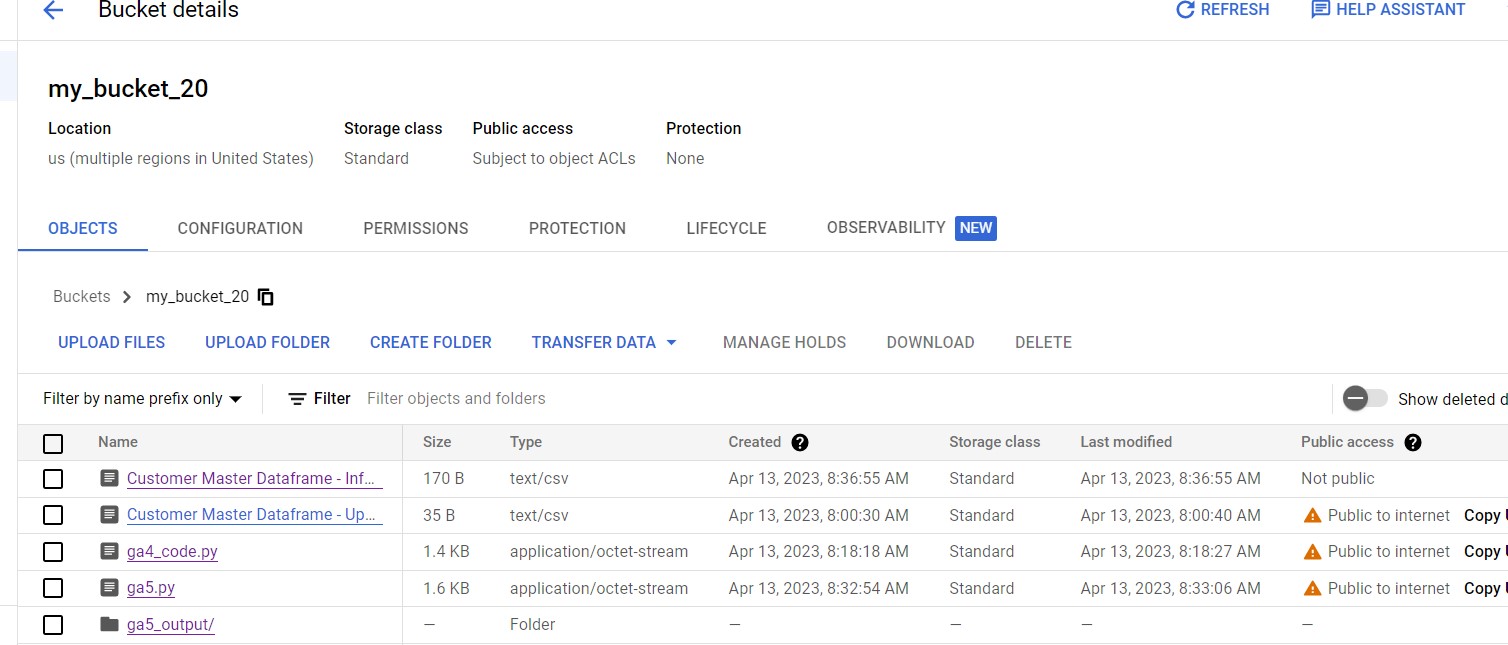 Bucket details
REFRESH
HELP ASSISTANT
my_bucket_20
Location Storage class Public access Protection
us (multiple regions in United States) Standard Subject to object ACLs None
OBJECTS CONFIGURATION PERMISSIONS PROTECTION LIFECYCLE OBSERVABILITY NEW
Buckets my_bucket_20
UPLOAD FILES UPLOAD FOLDER CREATE FOLDER TRANSFER DATA MANAGE HOLDS DOWNLOAD DELETE
Filter by name prefix only Filter Filter objects and folders Show deleted d
Name Size Type Created ? Storage class Last modified Public access ?
Customer Master Dataframe - Inf... 170 B text/csv Apr 13, 2023, 8:36:55 AM Standard Apr 13, 2023, 8:36:55 AM Not public
Customer Master Dataframe - Up... 35 B text/csv Apr 13, 2023, 8:00:30 AM Standard Apr 13, 2023, 8:00:40 AM Public to internet Copy U
ga4_code.py 1.4 KB application/octet-stream Apr 13, 2023, 8:18:18 AM Standard Apr 13, 2023, 8:18:27 AM Public to internet Copy U
ga5.py 1.6 KB application/octet-stream Apr 13, 2023, 8:32:54 AM Standard Apr 13, 2023, 8:33:06 AM Public to internet Copy U
ga5_output/ — Folder — — — —